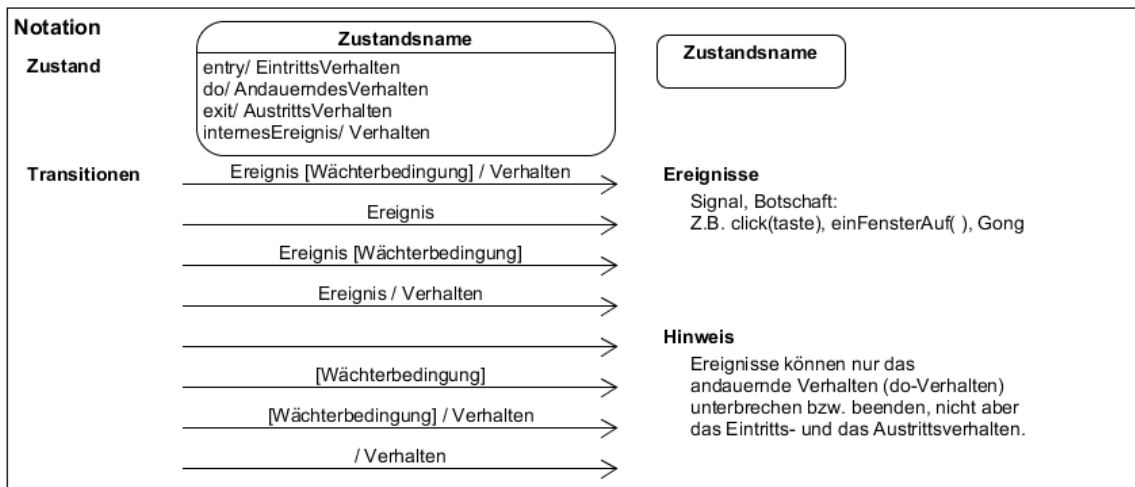 Notation
Zustand
Zustandsname
entry/ EintrittsVerhalten
do/ AndauerndesVerhalten
exit/ AustrittsVerhalten
internesEreignis/ Verhalten
Zustandsname
Transitionen
Ereignis [Wächterbedingung] / Verhalten
Ereignis
Ereignis [Wächterbedingung]
Ereignis / Verhalten
[Wächterbedingung]
[Wächterbedingung] / Verhalten
/ Verhalten
Ereignisse
Signal, Botschaft:
Z.B. click(taste), einFensterAuf( ), Gong
Hinweis
Ereignisse können nur das
andauernde Verhalten (do-Verhalten)
unterbrechen bzw. beenden, nicht aber
das Eintritts- und das Austrittsverhalten.